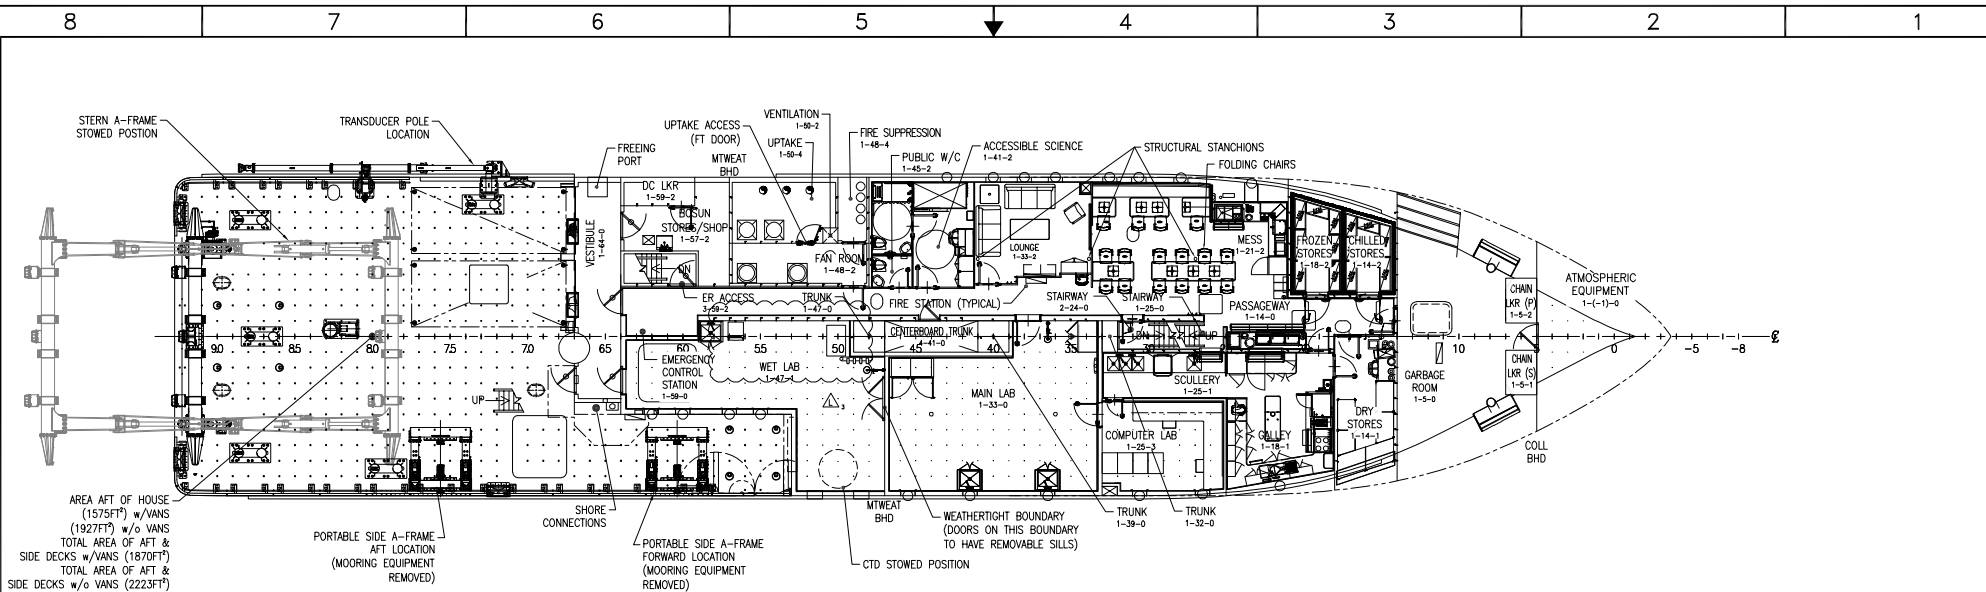 8 7 6 5 4 3 2 1
STERN A-FRAME
STOWED POSTION
TRANSDUCER POLE
LOCATION
FREEING
PORT
UPTAKE ACCESS
(FT DOOR)
MTWEAT
BHD
VENTILATION
1-50-2
UPTAKE
1-50-4
FIRE SUPPRESSION
1-48-4
PUBLIC W/C
1-45-2
ACCESSIBLE SCIENCE
1-41-2
STRUCTURAL STANCHIONS
FOLDING CHAIRS
DC LKR
1-59-2
BOSUN
STORES/SHOP
1-57-2
VESTIBULE
1-64-0
DN
FAN ROOM
1-48-2
LOUNGE
1-33-2
MESS
1-21-2
FROZEN
STORES
1-18-2
CHILLED
STORES
1-14-2
ATMOSPHERIC
EQUIPMENT
1-(-1)-0
ER ACCESS
3-59-2
TRUNK
1-47-0
FIRE STATION (TYPICAL)
STAIRWAY
2-24-0
STAIRWAY
1-25-0
PASSAGEWAY
1-14-0
CHAIN
LKR (P)
1-5-2
CENTERBOARD TRUNK
4-41-0
DN
UP
90 85 80 75 70 65 60 55 50 45 40 35 30 10 0 -5 -8
EMERGENCY
CONTROL
STATION
1-59-0
WET LAB
1-47-1
MAIN LAB
1-33-0
SCULLERY
1-25-1
GARBAGE
ROOM
1-5-0
CHAIN
LKR (S)
1-5-1
UP
3
COMPUTER LAB
1-25-3
GALLEY
1-18-1
DRY
STORES
1-14-1
COLL
BHD
AREA AFT OF HOUSE
(1575FT²) w/VANS
(1927FT²) w/o VANS
TOTAL AREA OF AFT &
SIDE DECKS w/VANS (1870FT²)
TOTAL AREA OF AFT &
SIDE DECKS w/o VANS (2223FT²)
PORTABLE SIDE A-FRAME
AFT LOCATION
(MOORING EQUIPMENT
REMOVED)
SHORE
CONNECTIONS
PORTABLE SIDE A-FRAME
FORWARD LOCATION
(MOORING EQUIPMENT
REMOVED)
CTD STOWED POSITION
MTWEAT
BHD
WEATHERTIGHT BOUNDARY
(DOORS ON THIS BOUNDARY
TO HAVE REMOVABLE SILLS)
TRUNK
1-39-0
TRUNK
1-32-0